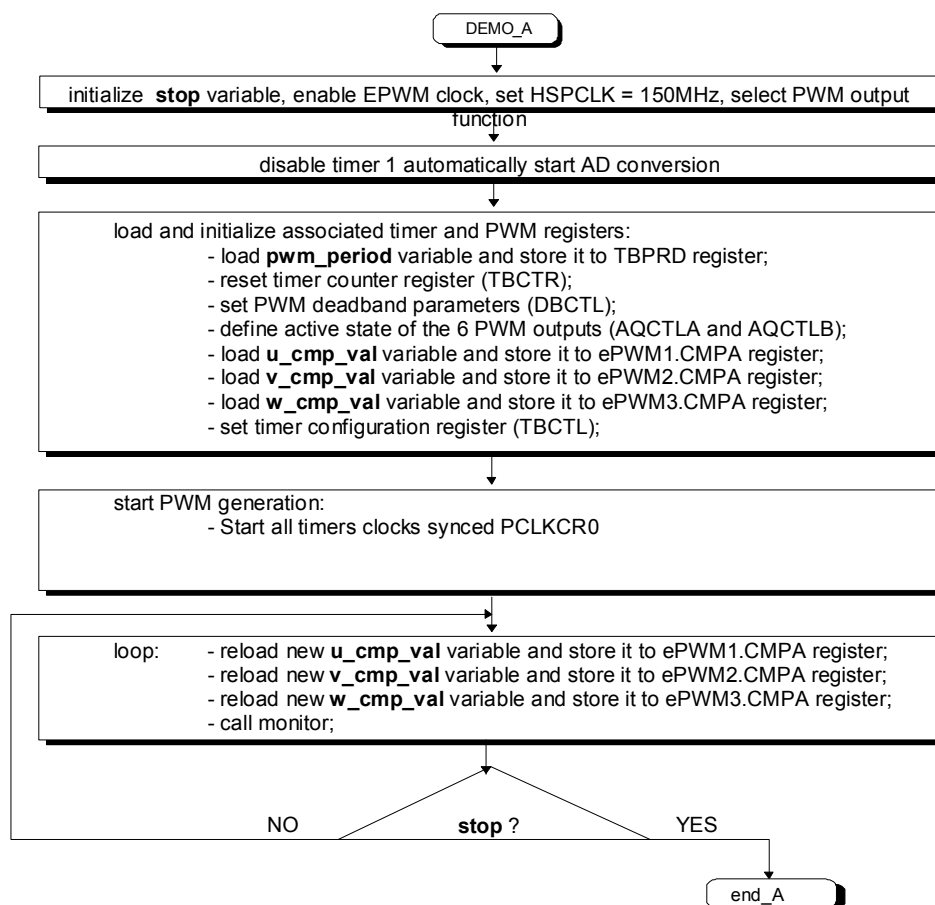 DEMO_A
initialize stop variable, enable EPWM clock, set HSPCLK = 150MHz, select PWM output
function
disable timer 1 automatically start AD conversion
load and initialize associated timer and PWM registers:
- load pwm_period variable and store it to TBPRD register;
- reset timer counter register (TBCTR);
- set PWM deadband parameters (DBCTL);
- define active state of the 6 PWM outputs (AQCTLA and AQCTLB);
- load u_cmp_val variable and store it to ePWM1.CMPA register;
- load v_cmp_val variable and store it to ePWM2.CMPA register;
- load w_cmp_val variable and store it to ePWM3.CMPA register;
- set timer configuration register (TBCTL);
start PWM generation:
- Start all timers clocks synced PCLKCR0
loop: - reload new u_cmp_val variable and store it to ePWM1.CMPA register;
- reload new v_cmp_val variable and store it to ePWM2.CMPA register;
- reload new w_cmp_val variable and store it to ePWM3.CMPA register;
- call monitor;
NO stop ? YES
end_A